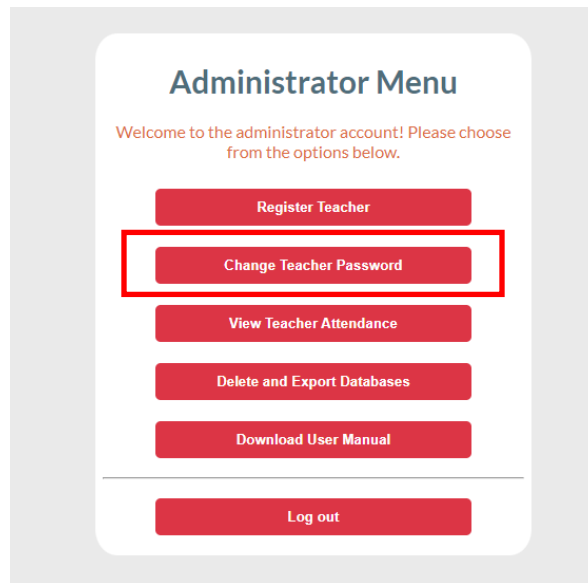 Administrator Menu
Welcome to the administrator account! Please choose
from the options below.
Register Teacher
Change Teacher Password
View Teacher Attendance
Delete and Export Databases
Download User Manual
Log out